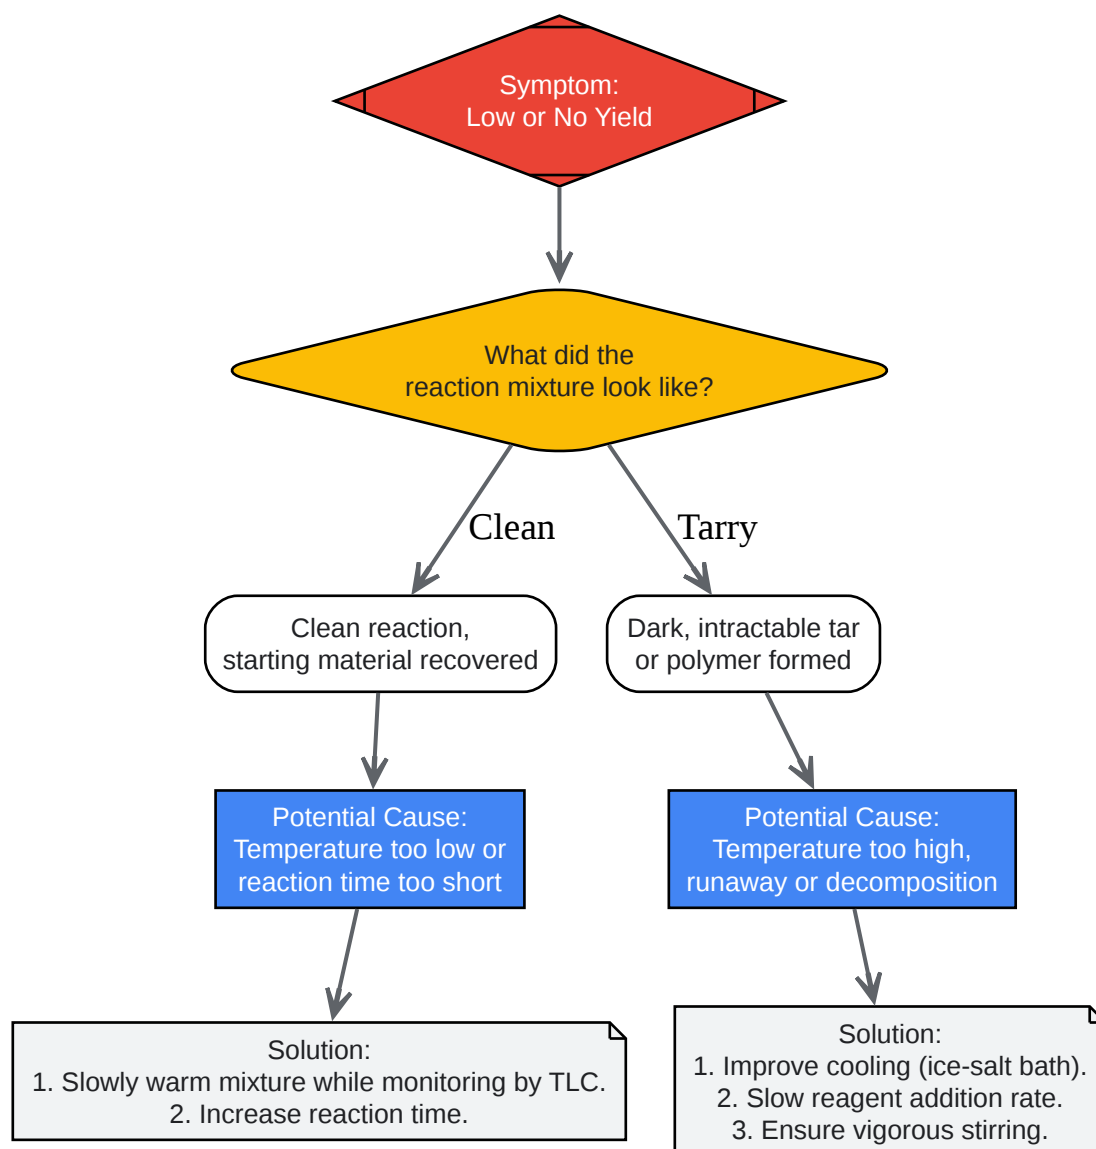 Symptom:
Low or No Yield
What did the
reaction mixture look like?
Clean
Tarry
Clean reaction,
starting material recovered
Dark, intractable tar
or polymer formed
Potential Cause:
Temperature too low or
reaction time too short
Potential Cause:
Temperature too high,
runaway or decomposition
Solution:
1. Slowly warm mixture while monitoring by TLC.
2. Increase reaction time.
Solution:
1. Improve cooling (ice-salt bath).
2. Slow reagent addition rate.
3. Ensure vigorous stirring.